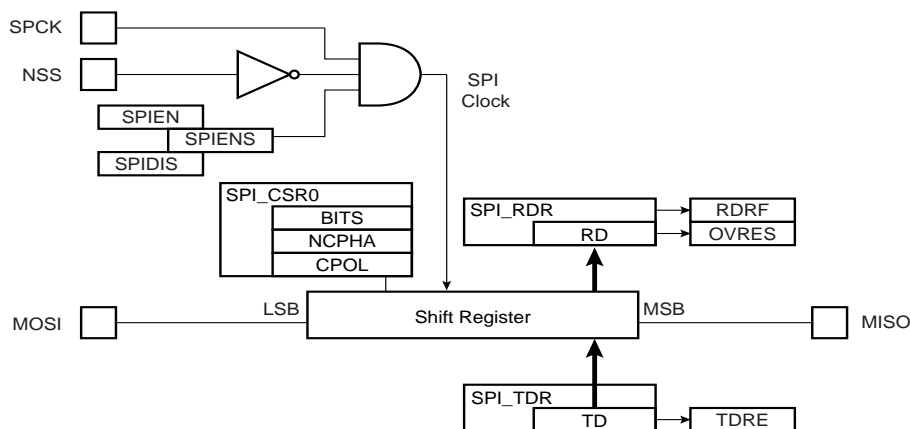 SPCK
NSS
SPI
Clock
SPIEN
SPIENS
SPIDIS
SPI_CSR0
BITS
NCPHA
CPOL
SPI_RDR
RD
RDRF
OVRES
MOSI
LSB
Shift Register
MSB
MISO
SPI_TDR
TD
TDRE